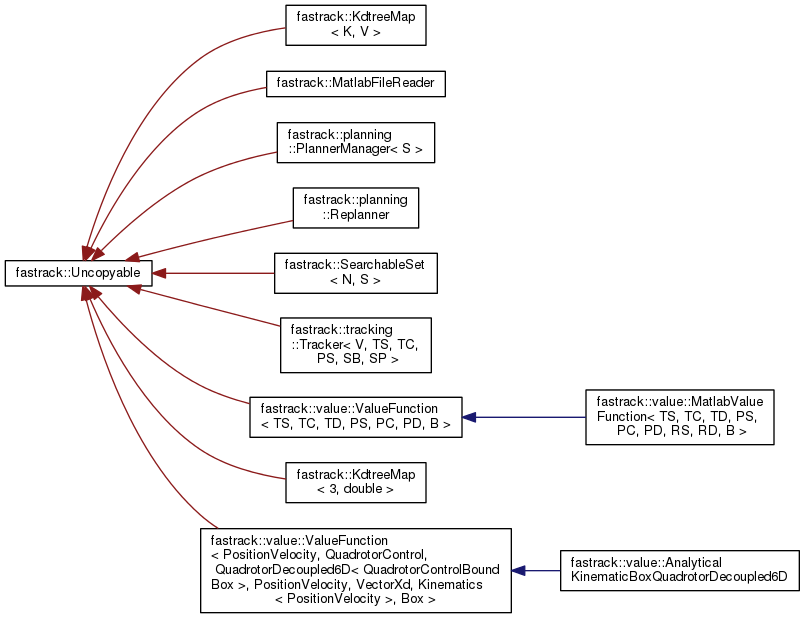 fastrack::KdtreeMap
< K, V >
fastrack::MatlabFileReader
fastrack::planning
::PlannerManager< S >
fastrack::planning
::Replanner
fastrack::Uncopyable
fastrack::SearchableSet
< N, S >
fastrack::tracking
::Tracker< V, TS, TC,
PS, SB, SP >
fastrack::value::ValueFunction
< TS, TC, TD, PS, PC, PD, B >
fastrack::value::MatlabValue
Function< TS, TC, TD, PS,
PC, PD, RS, RD, B >
fastrack::KdtreeMap
< 3, double >
fastrack::value::ValueFunction
< PositionVelocity, QuadrotorControl,
QuadrotorDecoupled6D< QuadrotorControlBound
Box >, PositionVelocity, VectorXd, Kinematics
< PositionVelocity >, Box >
fastrack::value::Analytical
KinematicBoxQuadrotorDecoupled6D